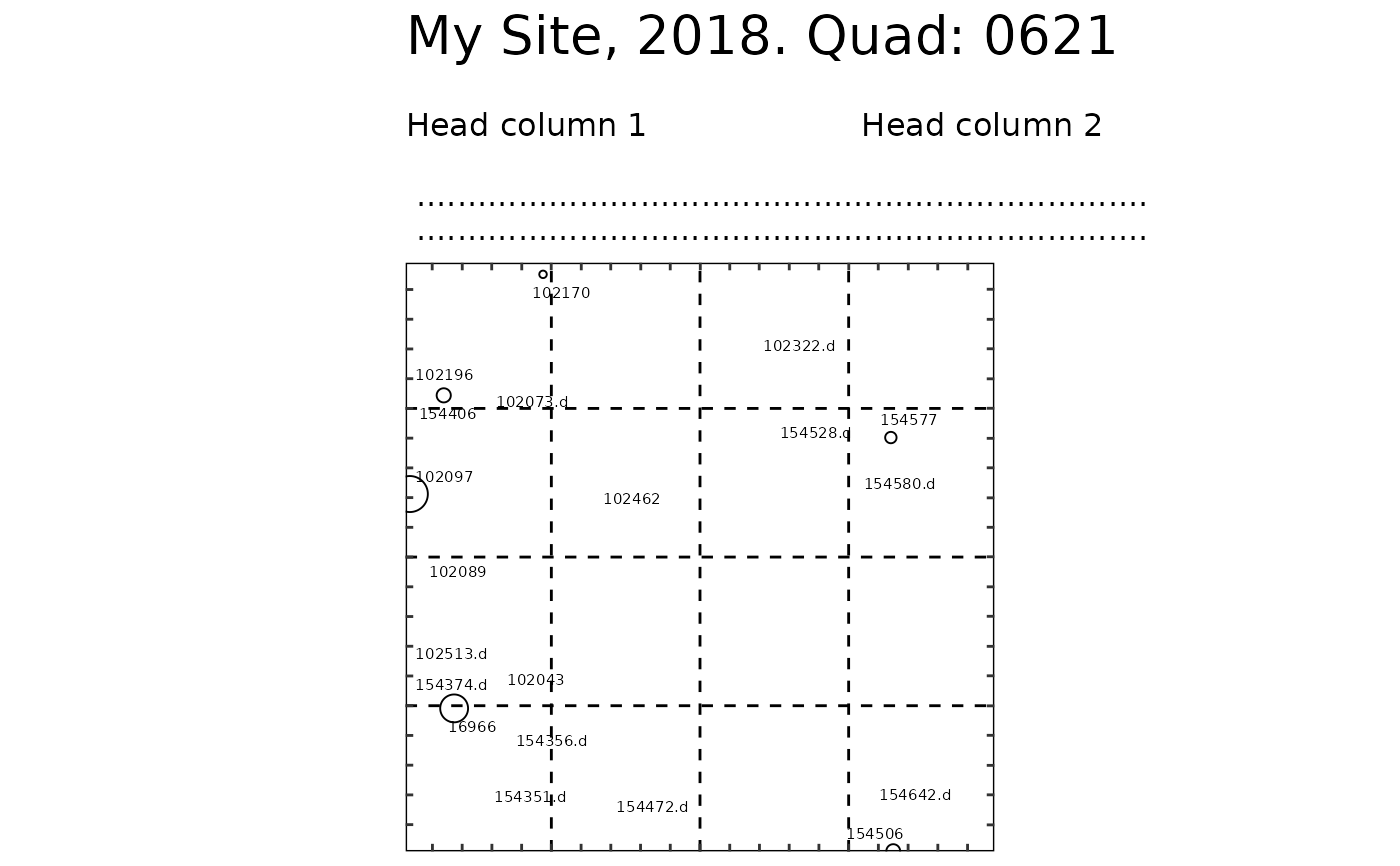 My Site, 2018. Quad: 0621
Head column 1
Head column 2
102170
102322.d
102196
102073.d
154406
154577
154528.d
102097
154580.d
102462
102089
102513.d
102043
154374.d
16966
154356.d
154351.d
154642.d
154472.d
154506